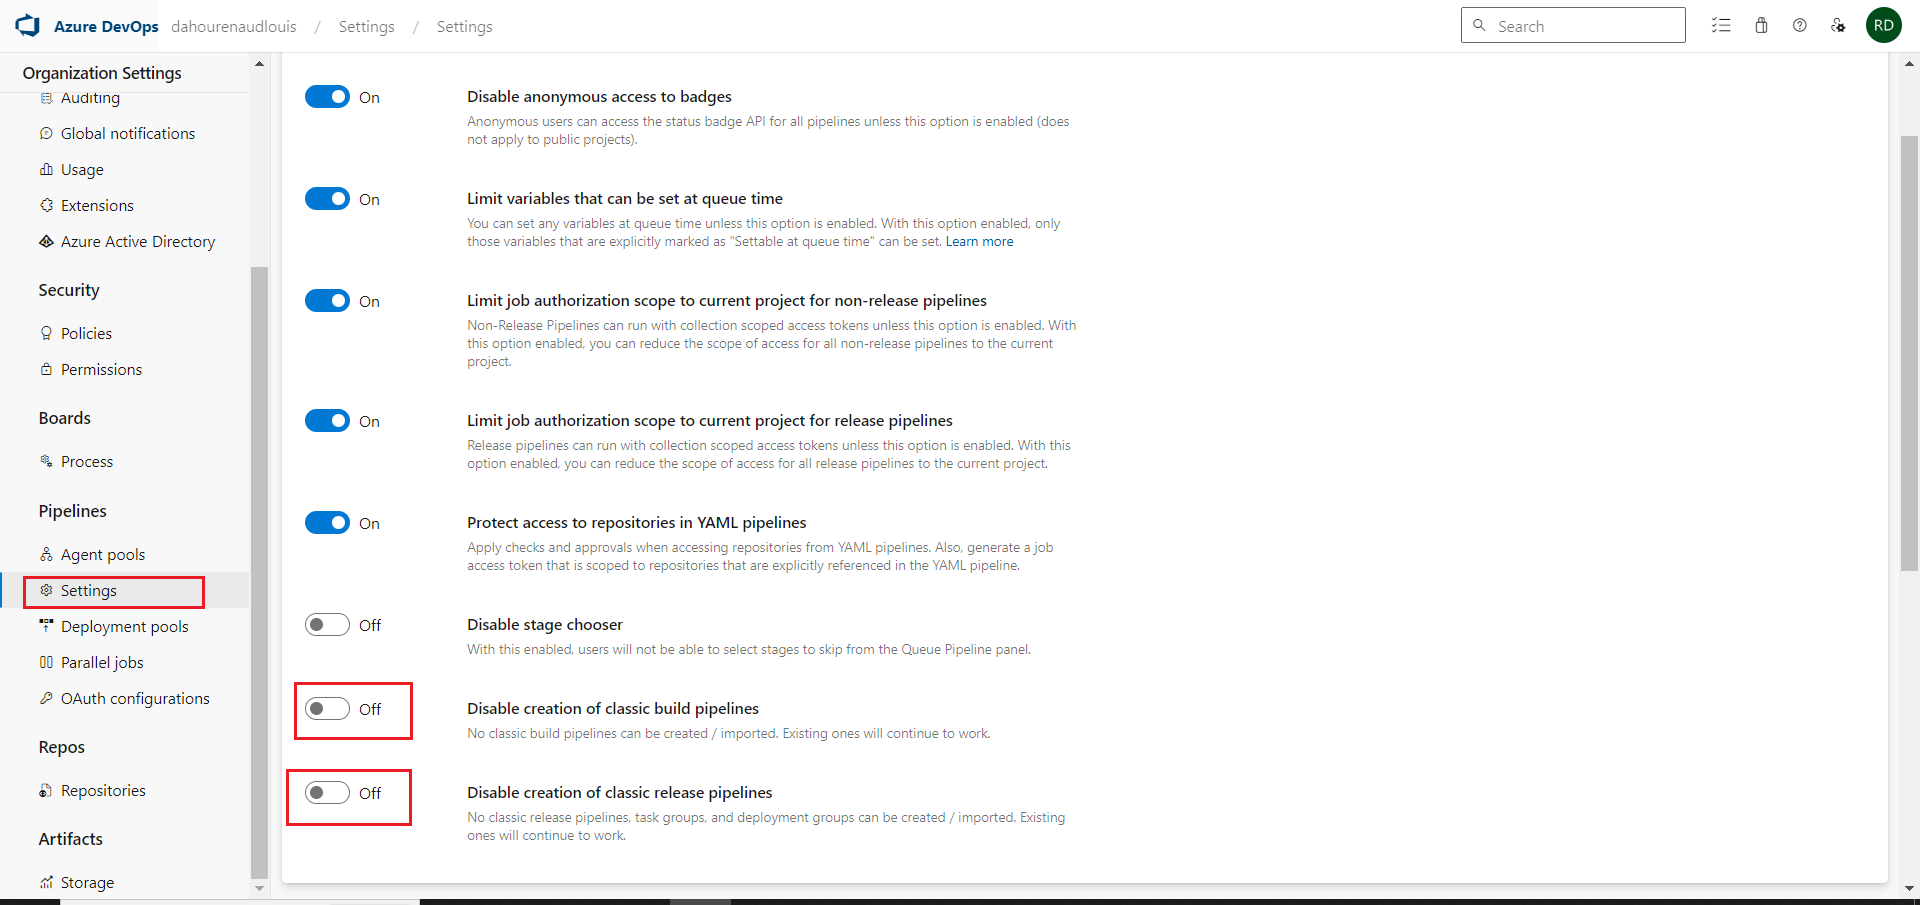 Azure DevOps dahourenaudlouis / Settings / Settings
Search
RD
Organization Settings
Auditing
Global notifications
Usage
Extensions
Azure Active Directory
Security
Policies
Permissions
Boards
Process
Pipelines
Agent pools
Settings
Deployment pools
Parallel jobs
OAuth configurations
Repos
Repositories
Artifacts
Storage
On
Disable anonymous access to badges
Anonymous users can access the status badge API for all pipelines unless this option is enabled (does
not apply to public projects).
On
Limit variables that can be set at queue time
You can set any variables at queue time unless this option is enabled. With this option enabled, only
those variables that are explicitly marked as "Settable at queue time" can be set. Learn more
On
Limit job authorization scope to current project for non-release pipelines
Non-Release Pipelines can run with collection scoped access tokens unless this option is enabled. With
this option enabled, you can reduce the scope of access for all non-release pipelines to the current
project.
On
Limit job authorization scope to current project for release pipelines
Release pipelines can run with collection scoped access tokens unless this option is enabled. With this
option enabled, you can reduce the scope of access for all release pipelines to the current project.
On
Protect access to repositories in YAML pipelines
Apply checks and approvals when accessing repositories from YAML pipelines. Also, generate a job
access token that is scoped to repositories that are explicitly referenced in the YAML pipeline.
Off
Disable stage chooser
With this enabled, users will not be able to select stages to skip from the Queue Pipeline panel.
Off
Disable creation of classic build pipelines
No classic build pipelines can be created / imported. Existing ones will continue to work.
Off
Disable creation of classic release pipelines
No classic release pipelines, task groups, and deployment groups can be created / imported. Existing
ones will continue to work.